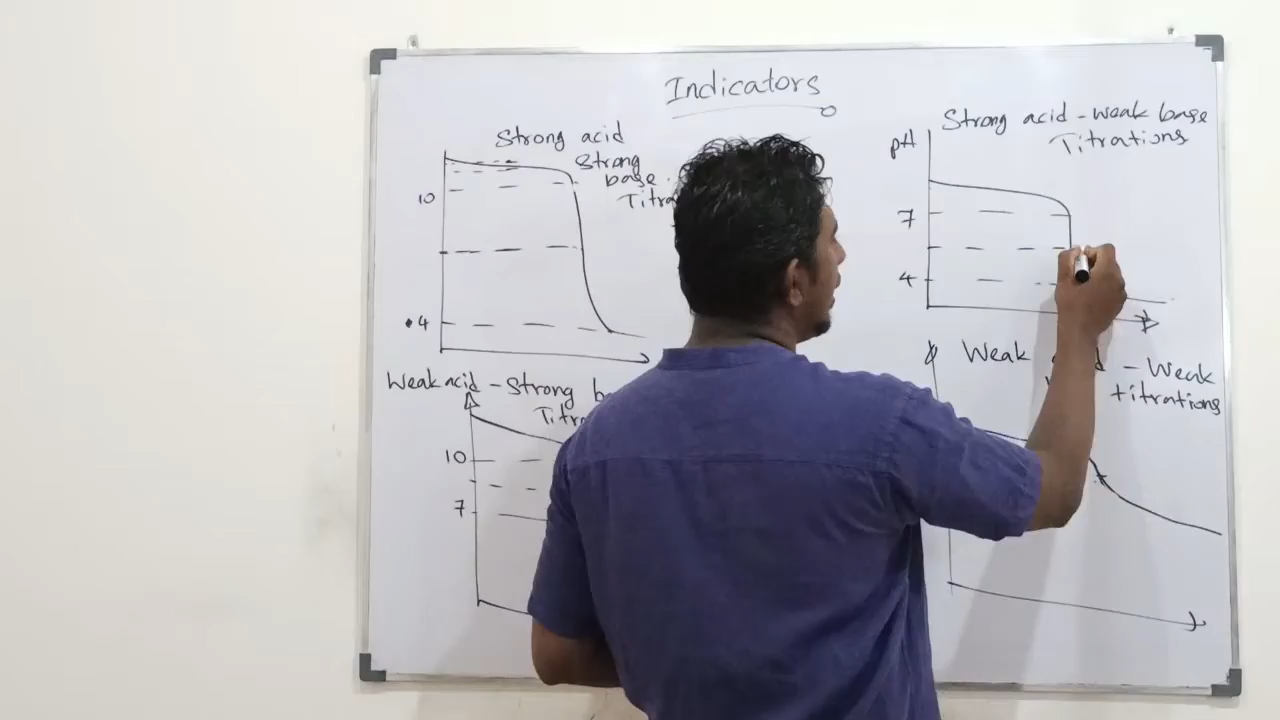 Indicators
Strong acid
Strong
base
10
4
Strong acid - weak base
Titrations
pH
7
4
Weak acid - Strong
10
7
Weak - Weak
titrations